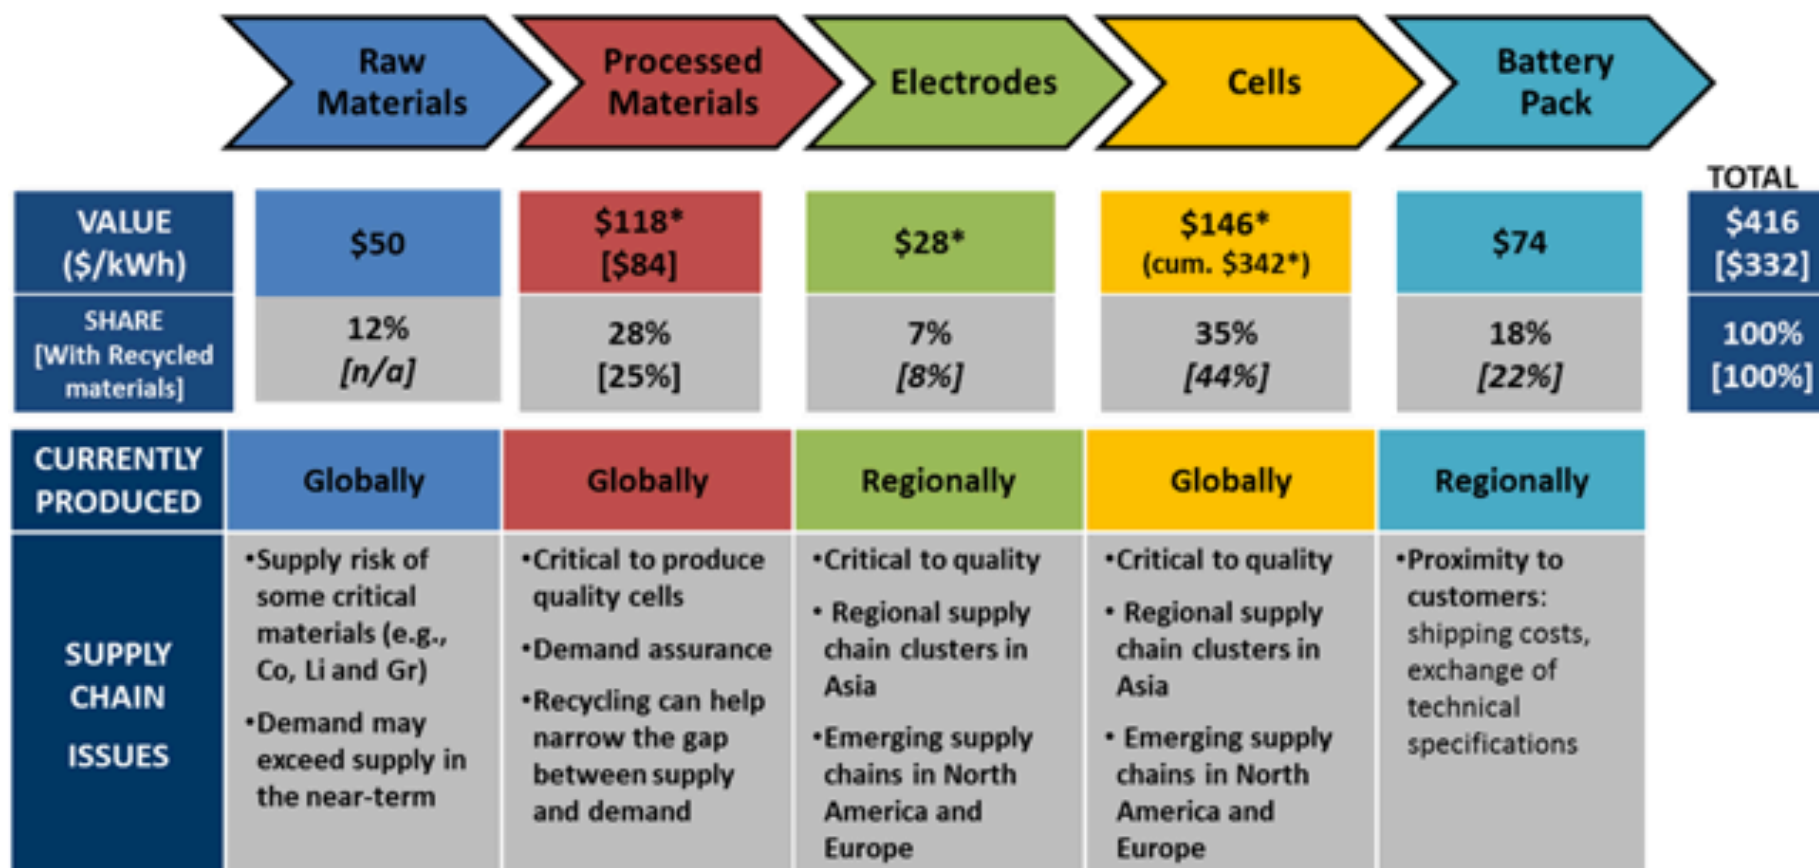 Raw
Materials
Processed
Materials
Electrodes
Cells
Battery
Pack
TOTAL
VALUE
($/kWh)
$50
$118*
[$84]
$28*
$146*
(cum. $342*)
$74
$416
[$332]
SHARE
[With Recycled
materials]
12%
[n/a]
28%
[25%]
7%
[8%]
35%
[44%]
18%
[22%]
100%
[100%]
CURRENTLY
PRODUCED
Globally
Globally
Regionally
Globally
Regionally
SUPPLY
CHAIN
ISSUES
•Supply risk of
some critical
materials (e.g.,
Co, Li and Gr)
•Demand may
exceed supply in
the near-term
•Critical to produce
quality cells
•Demand assurance
•Recycling can help
narrow the gap
between supply
and demand
•Critical to quality
• Regional supply
chain clusters in
Asia
•Emerging supply
chains in North
America and
Europe
•Critical to quality
• Regional supply
chain clusters in
Asia
• Emerging supply
chains in North
America and
Europe
•Proximity to
customers:
shipping costs,
exchange of
technical
specifications